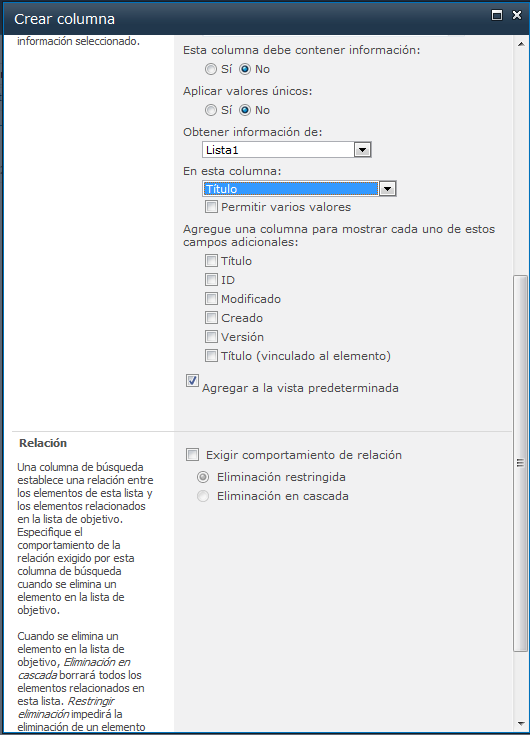 Crear columna
información seleccionado.
Esta columna debe contener información:
Sí No
Aplicar valores únicos:
Sí No
Obtener información de:
Lista1
En esta columna:
Título
Permitir varios valores
Agregue una columna para mostrar cada uno de estos
campos adicionales:
Título
ID
Modificado
Creado
Versión
Título (vinculado al elemento)
Agregar a la vista predeterminada
Relación
Una columna de búsqueda
establece una relación entre
los elementos de esta lista y
los elementos relacionados
en la lista de objetivo.
Especifique el
comportamiento de la
relación exigido por esta
columna de búsqueda
cuando se elimina un
elemento en la lista de
objetivo.
Cuando se elimina un
elemento en la lista de
objetivo, Eliminación en
cascada borrará todos los
elementos relacionados en
esta lista. Restringir
eliminación impedirá la
eliminación de un elemento
Exigir comportamiento de relación
Eliminación restringida
Eliminación en cascada